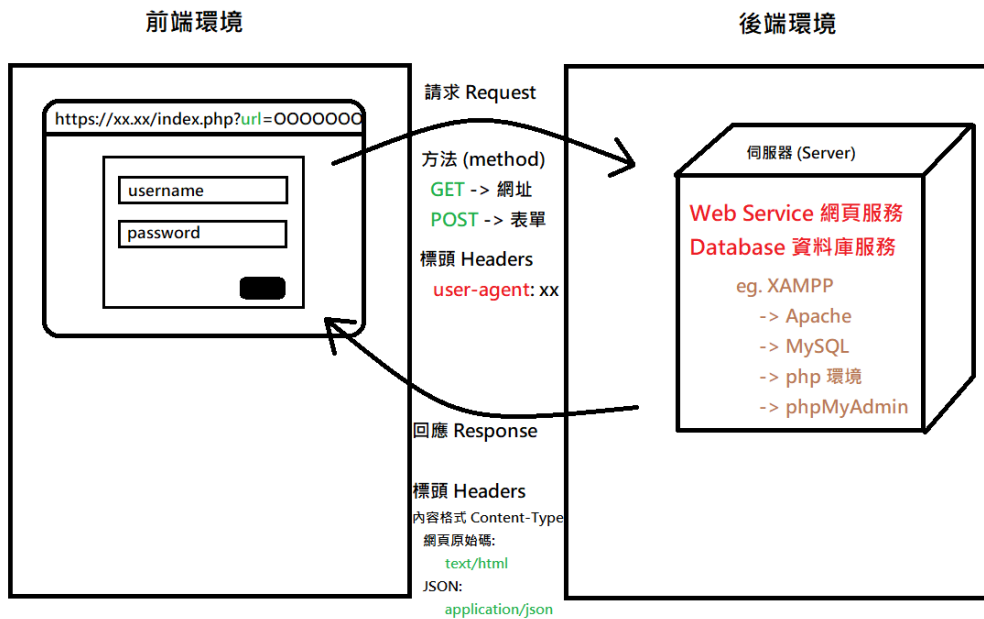 前端環境
後端環境
https://xx.xx/index.php?url=OOOOOOO
username
password
請求 Request
方法 (method)
GET -> 網址
POST -> 表單
標頭 Headers
user-agent: xx
伺服器 (Server)
Web Service 網頁服務
Database 資料庫服務
eg. XAMPP
-> Apache
-> MySQL
-> php 環境
-> phpMyAdmin
回應 Response
標頭 Headers
內容格式 Content-Type
網頁原始碼:
text/html
JSON:
application/json